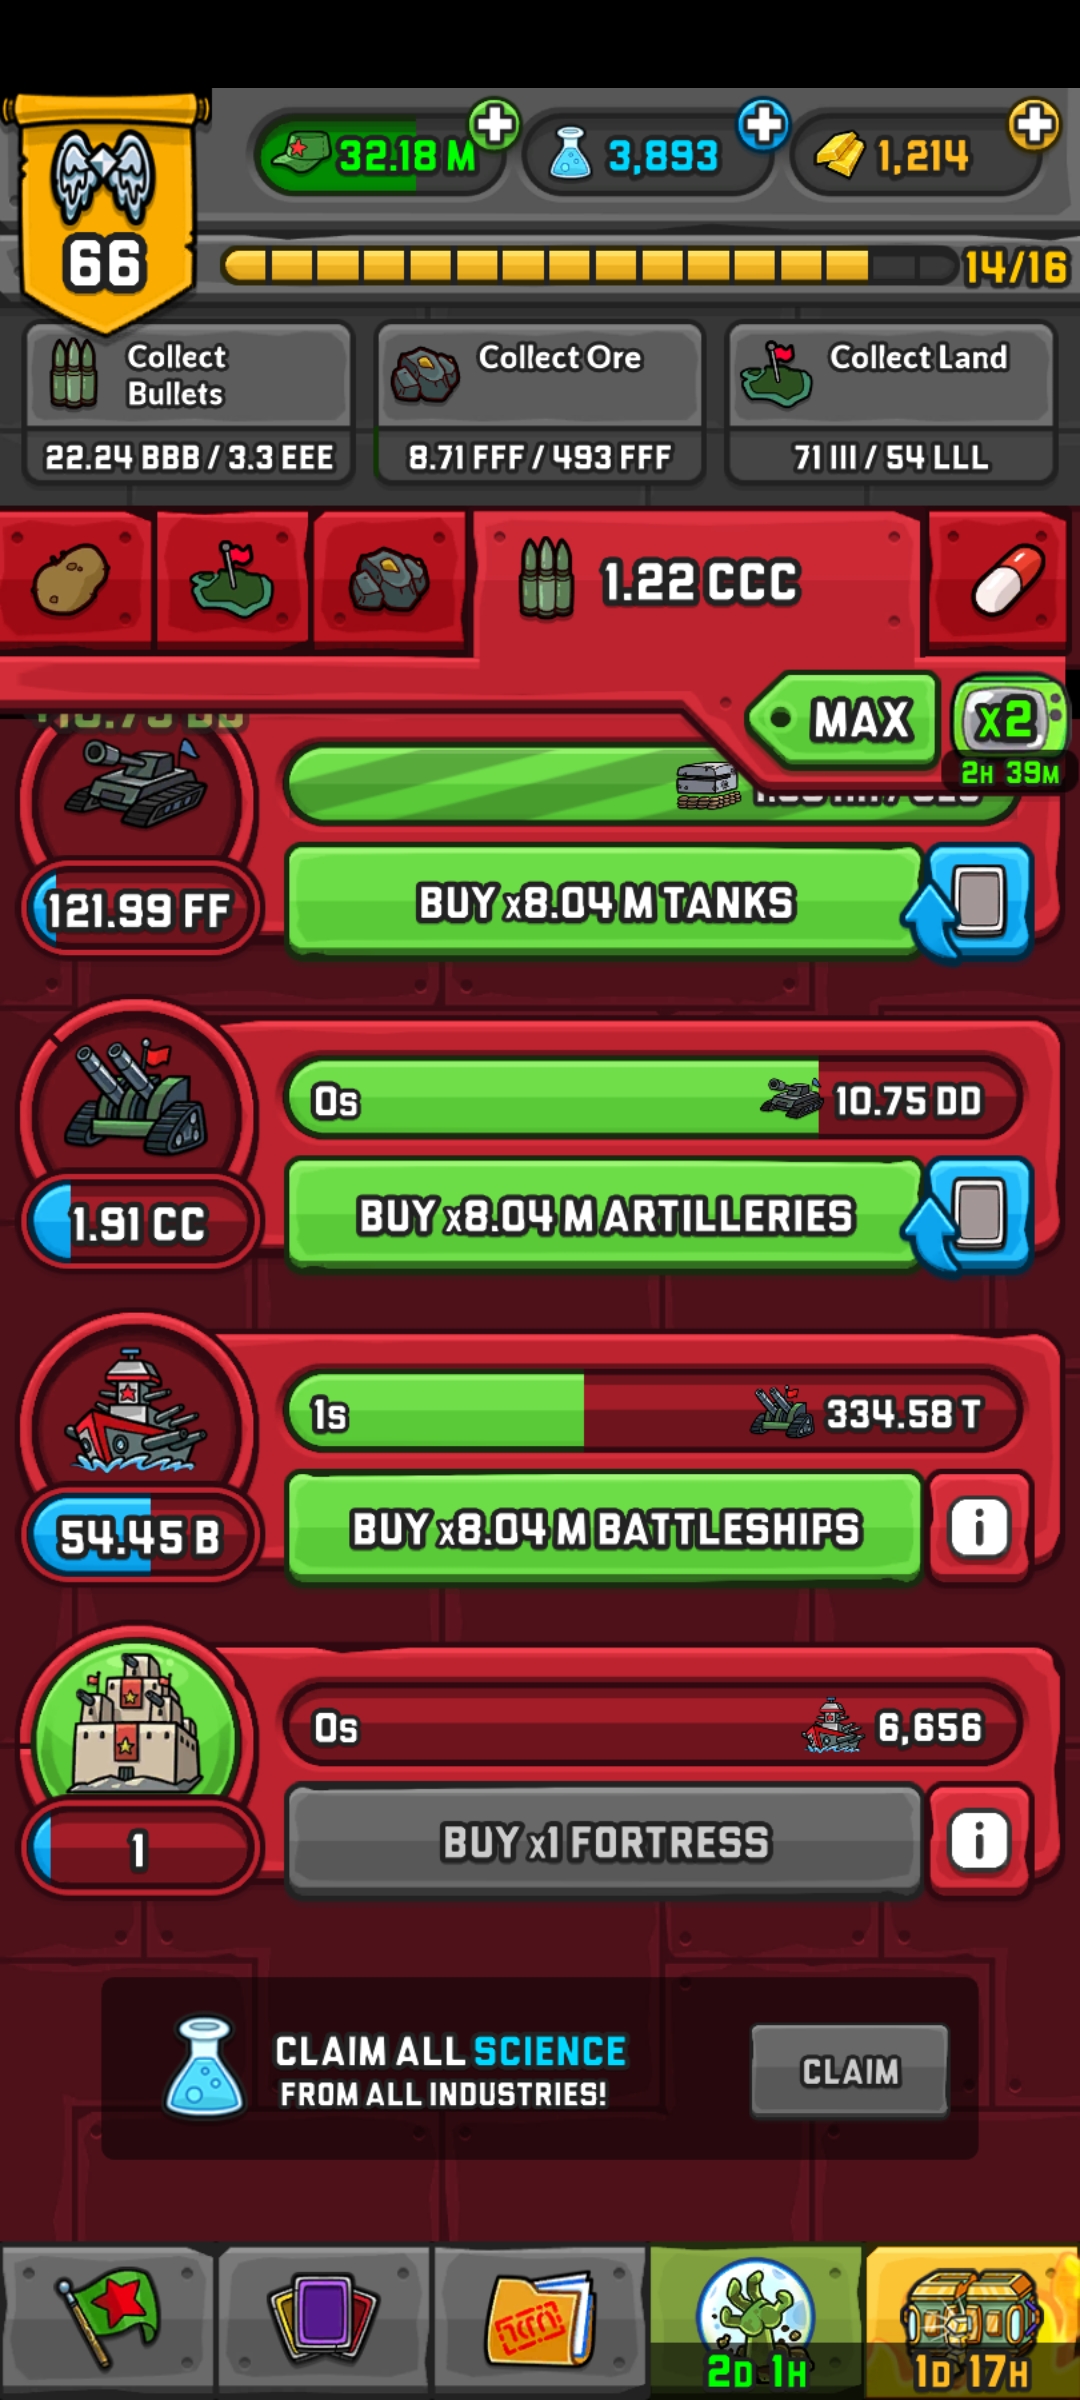 32.18 M
3,893
1,214
66
14/16
Collect
Bullets
Collect Ore
Collect Land
22.24 BBB / 3.3 EEE
8.71 FFF / 493 FFF
71 III / 54 LLL
1.22 CCC
MAX
x2
2H 39M
121.99 FF
BUY x8.04 M TANKS
0s
10.75 DD
1.91 CC
BUY x8.04 M ARTILLERIES
1s
334.58 T
54.45 B
BUY x8.04 M BATTLESHIPS
i
0s
6,656
1
BUY x1 FORTRESS
i
CLAIM ALL SCIENCE
FROM ALL INDUSTRIES!
CLAIM
2D 1H
1D 17H